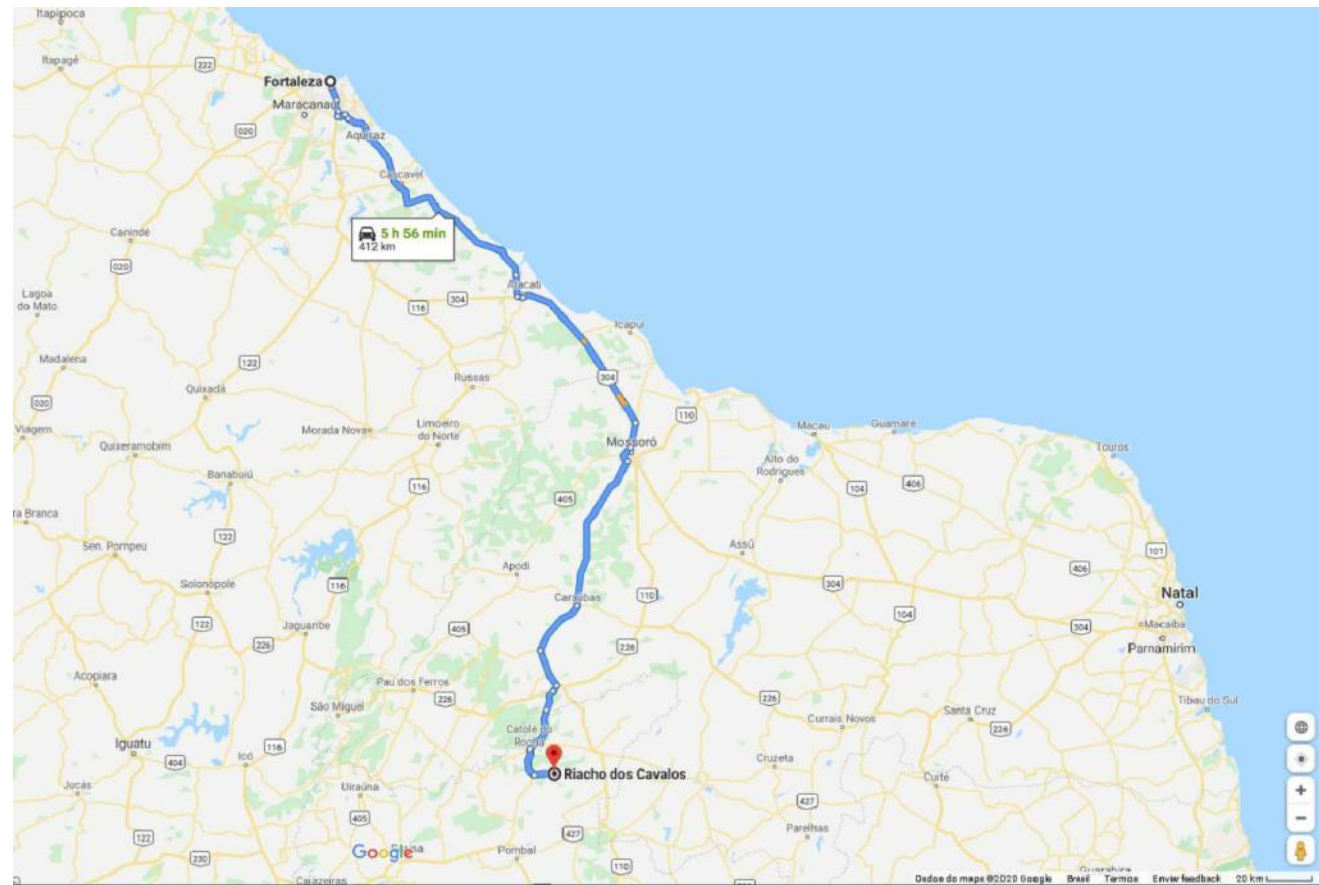 Itapipoca
Itapagé
222
Fortaleza
Maracanaú
020
Aquiraz
Cascavel
5 h 56 min
412 km
Canindé
020
Lagoa
do Mato
116
304
Aracati
Icapuí
Madalena
122
Russas
304
Quixadá
020
110
Macau
Guamaré
Viagem
Morada Nova
Limoeiro
do Norte
Quixeramobim
Mossoró
Touros
Alto do
Rodrigues
Banabuiú
116
405
104
406
ra Branca
122
Sen. Pompeu
Assú
101
Apodi
406
Solonópole
116
304
Natal
Caraúbas
110
104
122
Jaguaribe
405
304
Macaíba
226
226
Parnamirim
Acopiara
Pau dos Ferros
226
226
Tibau do Sul
São Miguel
Santa Cruz
Currais Novos
226
Catolé do
Rocha
Iguatu
116
404
Icó
Cruzeta
Riacho dos Cavalos
Cuité
Jucás
Uiraúna
427
405
Parelhas
122
427
Google
Pombal
230
110
Guarabira
Cajazeiras
Dados do mapa ©2020 Google Brasil Termos Enviar feedback 20 km